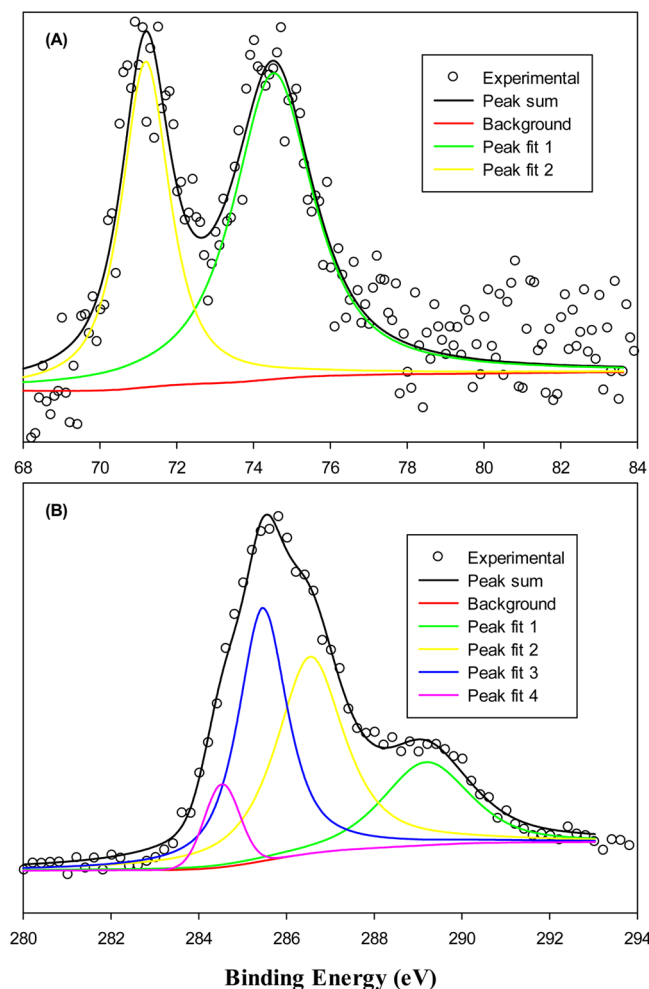 (A)
Experimental
Peak sum
Background
Peak fit 1
Peak fit 2
68 70 72 74 76 78 80 82 84
(B)
Experimental
Peak sum
Background
Peak fit 1
Peak fit 2
Peak fit 3
Peak fit 4
280 282 284 286 288 290 292 294
Binding Energy (eV)